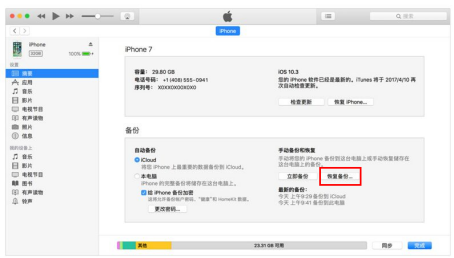 搜索
iPhone
iPhone
32GB
100%
设置
摘要
应用
音乐
影片
电视节目
有声读物
照片
信息
我的设备上
音乐
影片
电视节目
图书
有声读物
铃声
iPhone 7
容量：29.80 GB
电话号码：+1 (408) 555-0941
序列号：X0XX0X00X0X0
iOS 10.3
您的 iPhone 软件已经是最新的。iTunes 将于 2017/4/10 再
次自动检查更新。
检查更新
恢复 iPhone...
备份
自动备份
iCloud
将您 iPhone 上最重要的数据备份到 iCloud。
本电脑
iPhone 的完整备份将储存在这台电脑上。
给 iPhone 备份加密
这将允许备份帐户密码、“健康”和 HomeKit 数据。
更改密码...
手动备份和恢复
手动将您的 iPhone 备份到这台电脑上或手动恢复储存在
这台电脑上的备份。
立即备份
恢复备份...
最新的备份：
今天 上午9:29备份到 iCloud
今天 上午9:41 备份到此电脑
其他
23.31 GB 可用
同步
完成